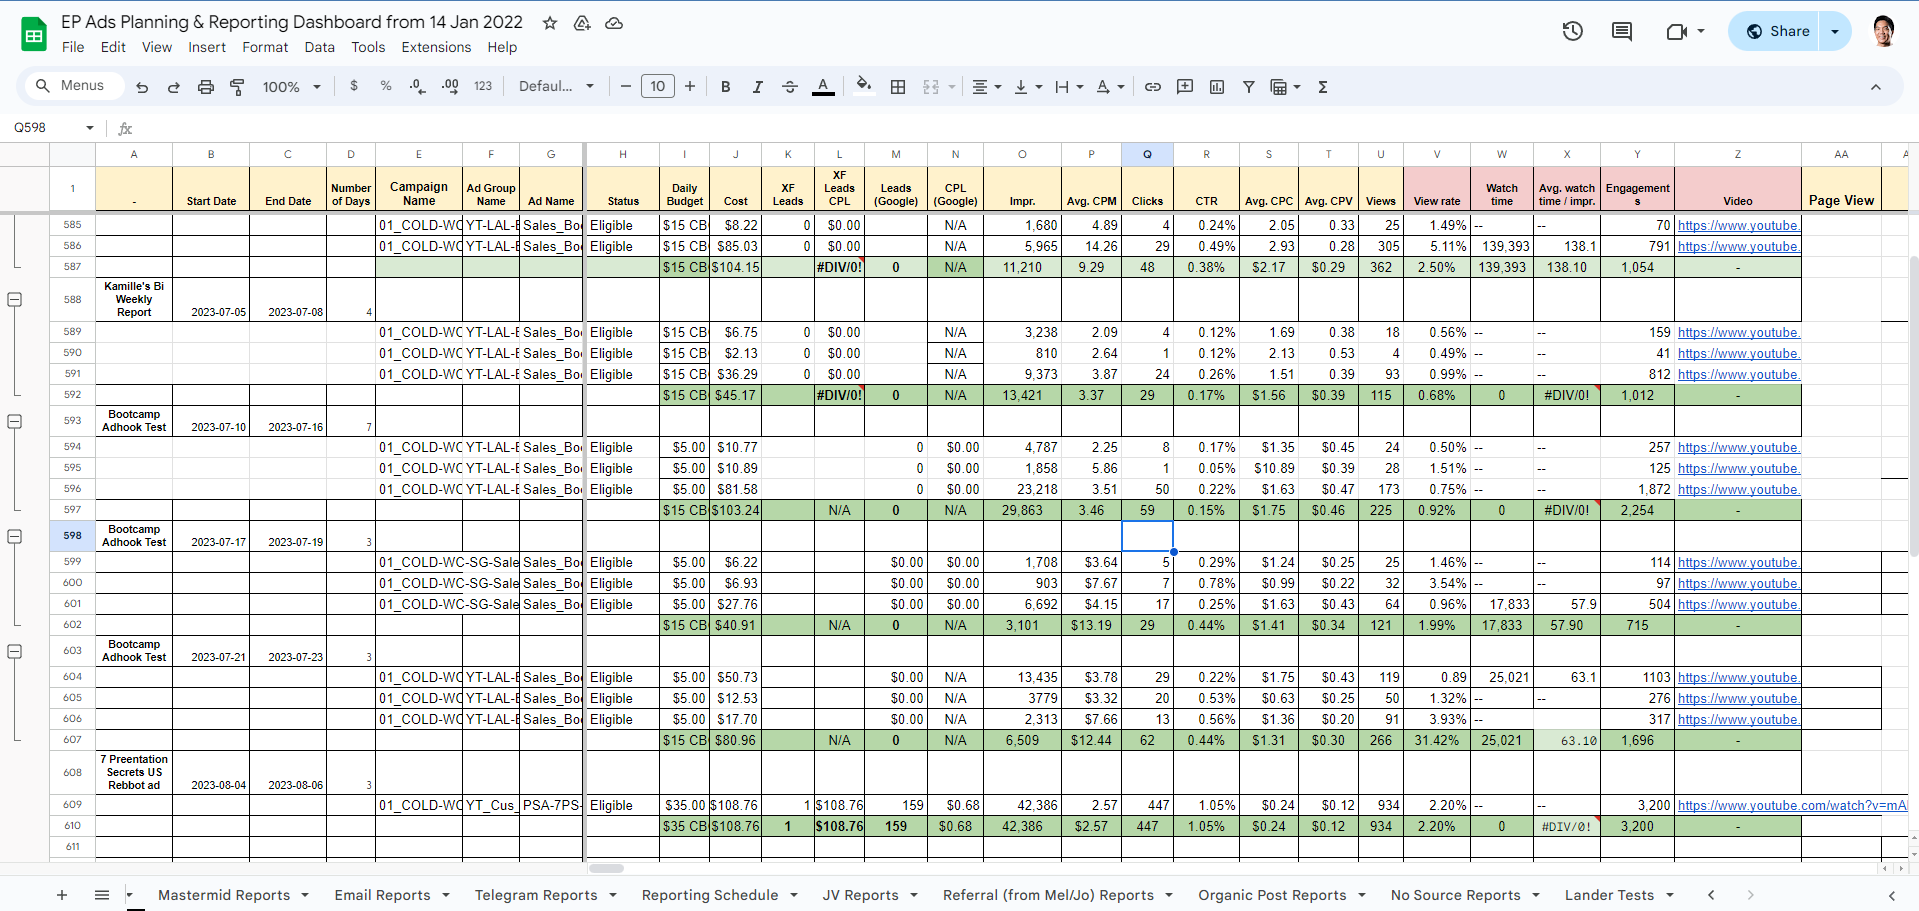 EP Ads Planning & Reporting Dashboard from 14 Jan 2022
File Edit View Insert Format Data Tools Extensions Help
Share
Menus 100% $ % .0 .00 123 Defaul... 10 B I A
Q598 fx
A B C D E F G H I J K L M N O P Q R S T U V W X Y Z AA
1 - Start Date End Date Number of Days Campaign Name Ad Group Name Ad Name Status Daily Budget Cost XF Leads XF Leads CPL Leads (Google) CPL (Google) Impr. Avg. CPM Clicks CTR Avg. CPC Avg. CPV Views View rate Watch time Avg. watch time / impr. Engagements Video Page View
585 01_COLD-WC YT-LAL-E Sales_Boo Eligible $15 CB $8.22 0 $0.00 N/A 1,680 4.89 4 0.24% 2.05 0.33 25 1.49% -- -- 70 https://www.youtube.
586 01_COLD-WC YT-LAL-E Sales_Boo Eligible $15 CB $85.03 0 $0.00 N/A 5,965 14.26 29 0.49% 2.93 0.28 305 5.11% 139,393 138.1 791 https://www.youtube.
587 $15 CB $104.15 #DIV/0! 0 N/A 11,210 9.29 48 0.38% $2.17 $0.29 362 2.50% 139,393 138.10 1,054 -
588 Kamille's Bi Weekly Report 2023-07-05 2023-07-08 4
589 01_COLD-WC YT-LAL-E Sales_Boo Eligible $15 CB $6.75 0 $0.00 N/A 3,238 2.09 4 0.12% 1.69 0.38 18 0.56% -- -- 159 https://www.youtube.
590 01_COLD-WC YT-LAL-E Sales_Boo Eligible $15 CB $2.13 0 $0.00 N/A 810 2.64 1 0.12% 2.13 0.53 4 0.49% -- -- 41 https://www.youtube.
591 01_COLD-WC YT-LAL-E Sales_Boo Eligible $15 CB $36.29 0 $0.00 N/A 9,373 3.87 24 0.26% 1.51 0.39 93 0.99% -- -- 812 https://www.youtube.
592 $15 CB $45.17 #DIV/0! 0 N/A 13,421 3.37 29 0.17% $1.56 $0.39 115 0.68% 0 #DIV/0! 1,012 -
593 Bootcamp Adhook Test 2023-07-10 2023-07-16 7
594 01_COLD-WC YT-LAL-E Sales_Boo Eligible $5.00 $10.77 0 $0.00 4,787 2.25 8 0.17% $1.35 $0.45 24 0.50% -- -- 257 https://www.youtube.
595 01_COLD-WC YT-LAL-E Sales_Boo Eligible $5.00 $10.89 0 $0.00 1,858 5.86 1 0.05% $10.89 $0.39 28 1.51% -- -- 125 https://www.youtube.
596 01_COLD-WC YT-LAL-E Sales_Boo Eligible $5.00 $81.58 0 $0.00 23,218 3.51 50 0.22% $1.63 $0.47 173 0.75% -- -- 1,872 https://www.youtube.
597 $15 CB $103.24 N/A 0 N/A 29,863 3.46 59 0.15% $1.75 $0.46 225 0.92% 0 #DIV/0! 2,254 -
598 Bootcamp Adhook Test 2023-07-17 2023-07-19 3
599 01_COLD-WC-SG-Sale Sales_Boo Eligible $5.00 $6.22 $0.00 $0.00 1,708 $3.64 5 0.29% $1.24 $0.25 25 1.46% -- -- 114 https://www.youtube.
600 01_COLD-WC-SG-Sale Sales_Boo Eligible $5.00 $6.93 $0.00 $0.00 903 $7.67 7 0.78% $0.99 $0.22 32 3.54% -- -- 97 https://www.youtube.
601 01_COLD-WC-SG-Sale Sales_Boo Eligible $5.00 $27.76 $0.00 $0.00 6,692 $4.15 17 0.25% $1.63 $0.43 64 0.96% 17,833 57.9 504 https://www.youtube.
602 $15 CB $40.91 N/A 0 N/A 3,101 $13.19 29 0.44% $1.41 $0.34 121 1.99% 17,833 57.90 715 -
603 Bootcamp Adhook Test 2023-07-21 2023-07-23 3
604 01_COLD-WC YT-LAL-E Sales_Boo Eligible $5.00 $50.73 $0.00 N/A 13,435 $3.78 29 0.22% $1.75 $0.43 119 0.89 25,021 63.1 1103 https://www.youtube.
605 01_COLD-WC YT-LAL-E Sales_Boo Eligible $5.00 $12.53 $0.00 N/A 3779 $3.32 20 0.53% $0.63 $0.25 50 1.32% -- -- 276 https://www.youtube.
606 01_COLD-WC YT-LAL-E Sales_Boo Eligible $5.00 $17.70 $0.00 N/A 2,313 $7.66 13 0.56% $1.36 $0.20 91 3.93% -- 317 https://www.youtube.
607 $15 CB $80.96 N/A 0 N/A 6,509 $12.44 62 0.44% $1.31 $0.30 266 31.42% 25,021 63.10 1,696 -
608 7 Preentation Secrets US Rebbot ad 2023-08-04 2023-08-06 3
609 01_COLD-WC YT_Cus_ PSA-7PS- Eligible $35.00 $108.76 1 $108.76 159 $0.68 42,386 2.57 447 1.05% $0.24 $0.12 934 2.20% -- -- 3,200 https://www.youtube.com/watch?v=mA
610 $35 CB $108.76 1 $108.76 159 $0.68 42,386 $2.57 447 1.05% $0.24 $0.12 934 2.20% 0 #DIV/0! 3,200 -
611
Mastermid Reports Email Reports Telegram Reports Reporting Schedule JV Reports Referral (from Mel/Jo) Reports Organic Post Reports No Source Reports Lander Tests